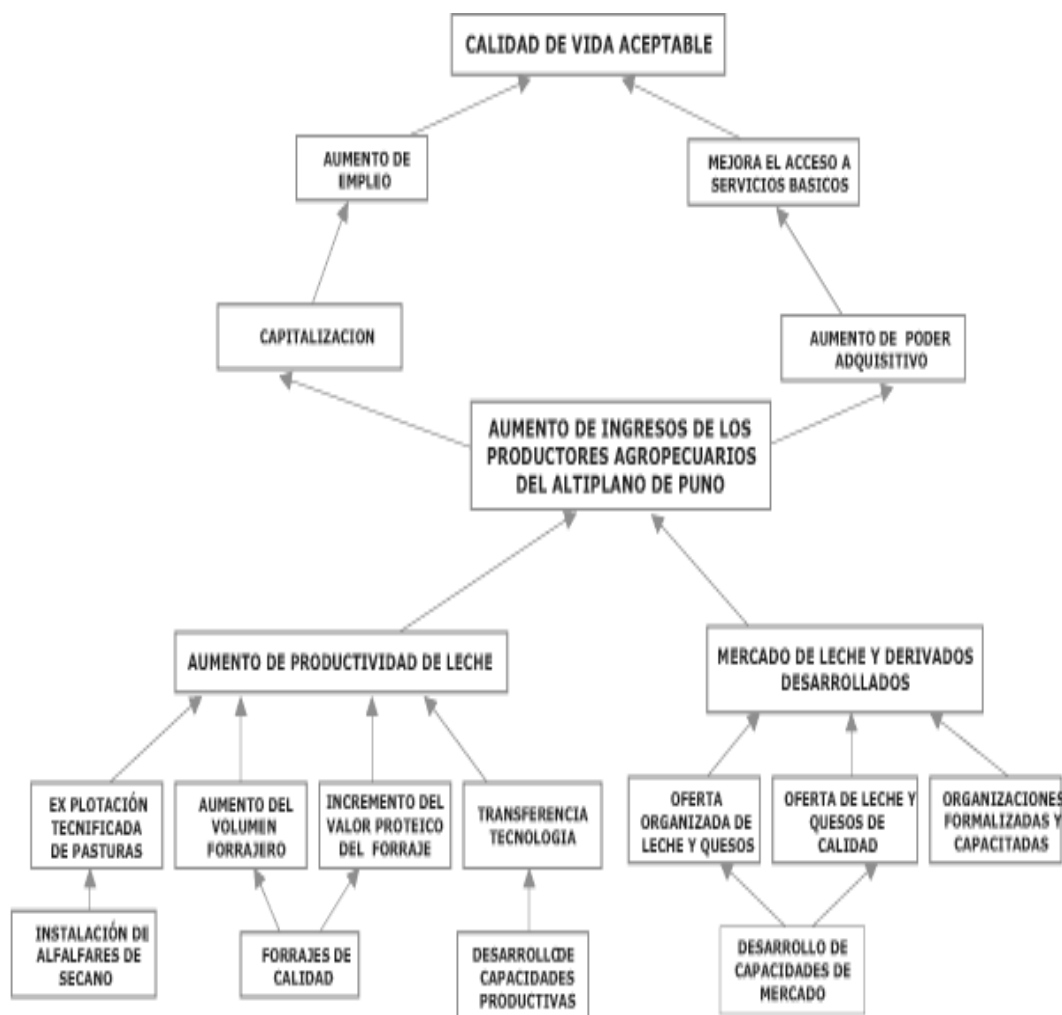 CALIDAD DE VIDA ACEPTABLE
AUMENTO DE
EMPLEO
MEJORA EL ACCESO A
SERVICIOS BASICOS
CAPITALIZACION
AUMENTO DE PODER
ADQUISITIVO
AUMENTO DE INGRESOS DE LOS
PRODUCTORES AGROPECUARIOS
DEL ALTIPLANO DE PUNO
AUMENTO DE PRODUCTIVIDAD DE LECHE
MERCADO DE LECHE Y DERIVADOS
DESARROLLADOS
EX PLOTACIÓN
TECNIFICADA
DE PASTURAS
AUMENTO DEL
VOLUMEN
FORRAJERO
INCREMENTO DEL
VALOR PROTEICO
DEL FORRAJE
TRANSFERENCIA
TECNOLOGIA
OFERTA
ORGANIZADA DE
LECHE Y QUESOS
OFERTA DE LECHE Y
QUESOS DE
CALIDAD
ORGANIZACIONES
FORMALIZADAS Y
CAPACITADAS
INSTALACIÓN DE
ALFALFARES DE
SECANO
FORRAJES DE
CALIDAD
DESARROLLO DE
CAPACIDADES
PRODUCTIVAS
DESARROLLO DE
CAPACIDADES DE
MERCADO